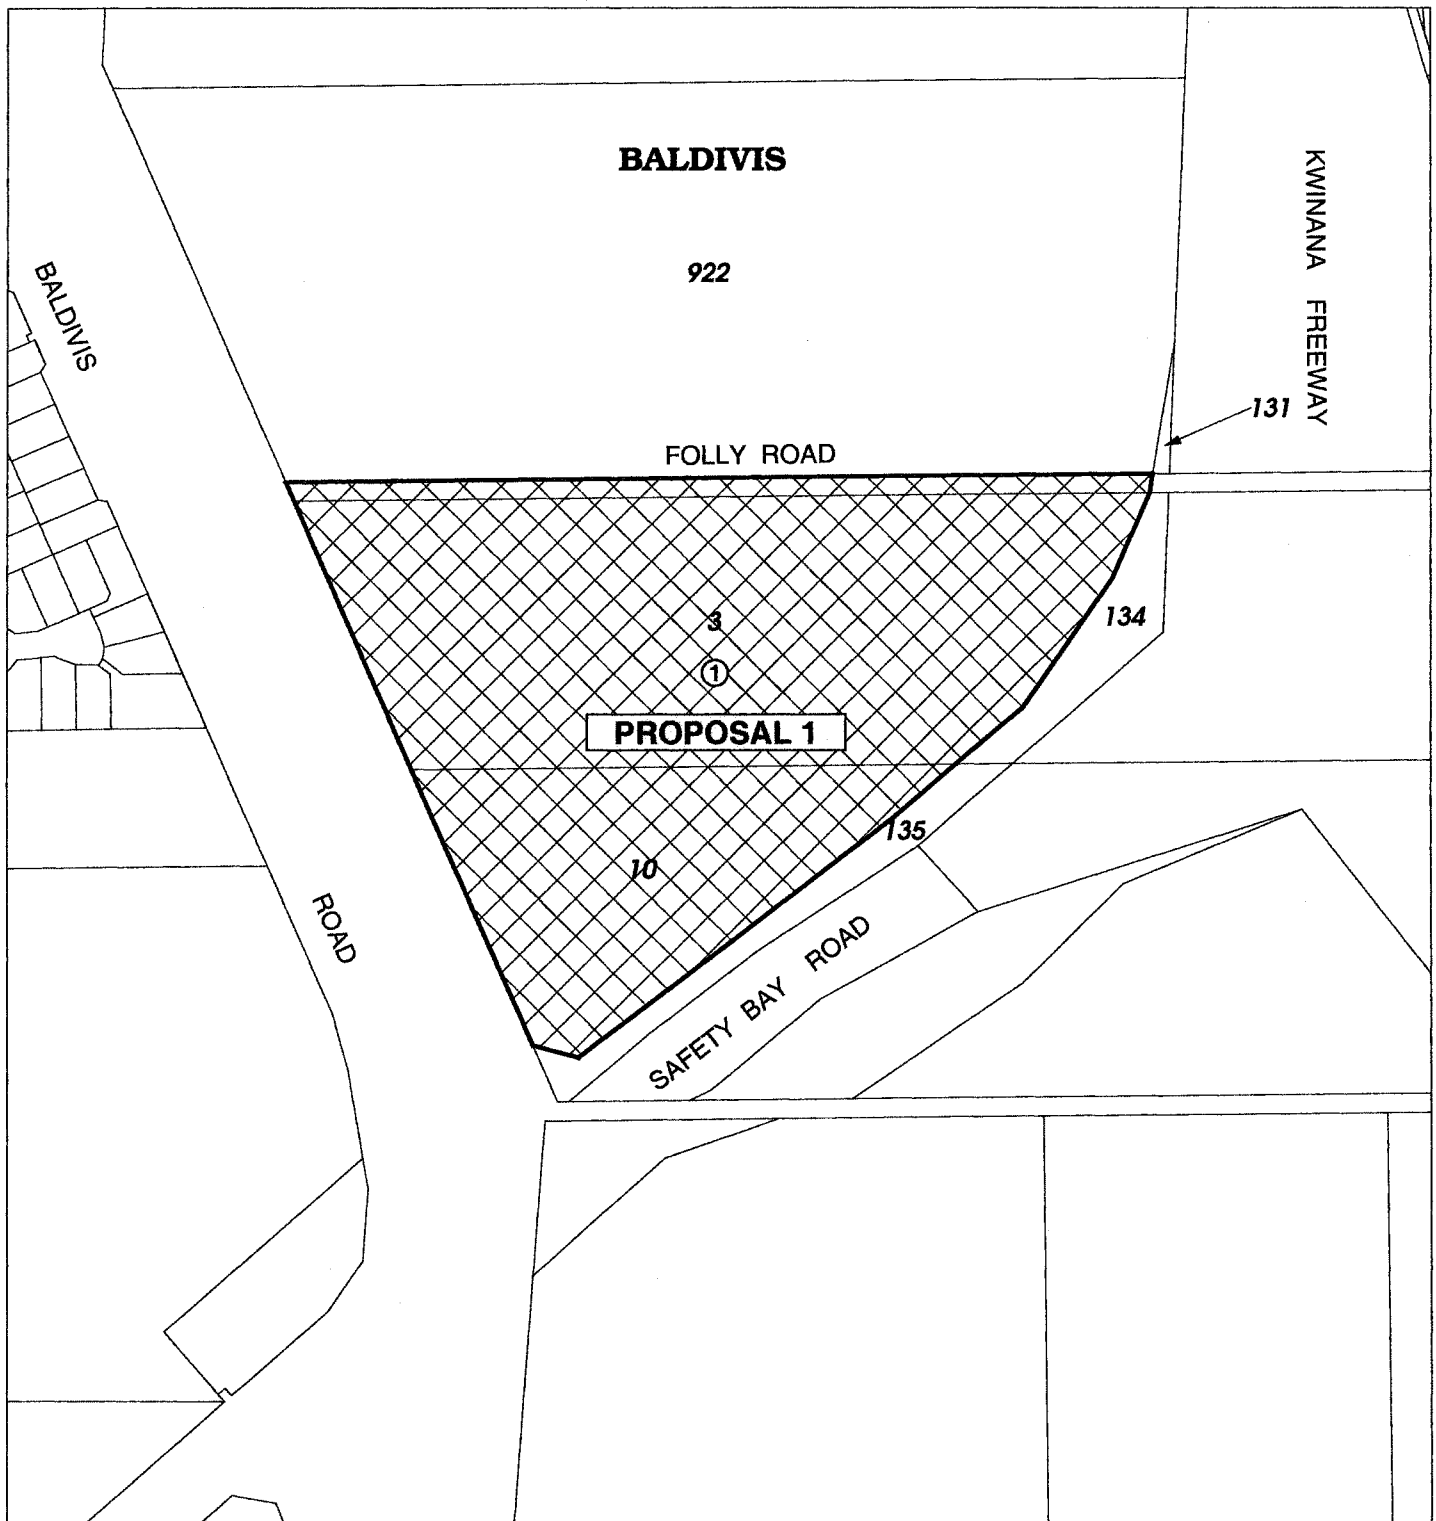 BALDIVIS
KWINANA FREEWAY
922
BALDIVIS
131
FOLLY ROAD
3
134
1
PROPOSAL 1
135
10
ROAD
SAFETY BAY ROAD